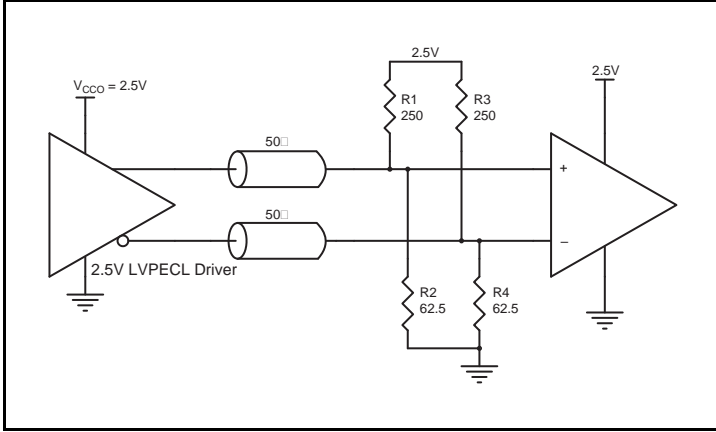 2.5V
V_CCO = 2.5V
R1
250
R3
250
2.5V
50□
+
50□
−
2.5V LVPECL Driver
R2
62.5
R4
62.5